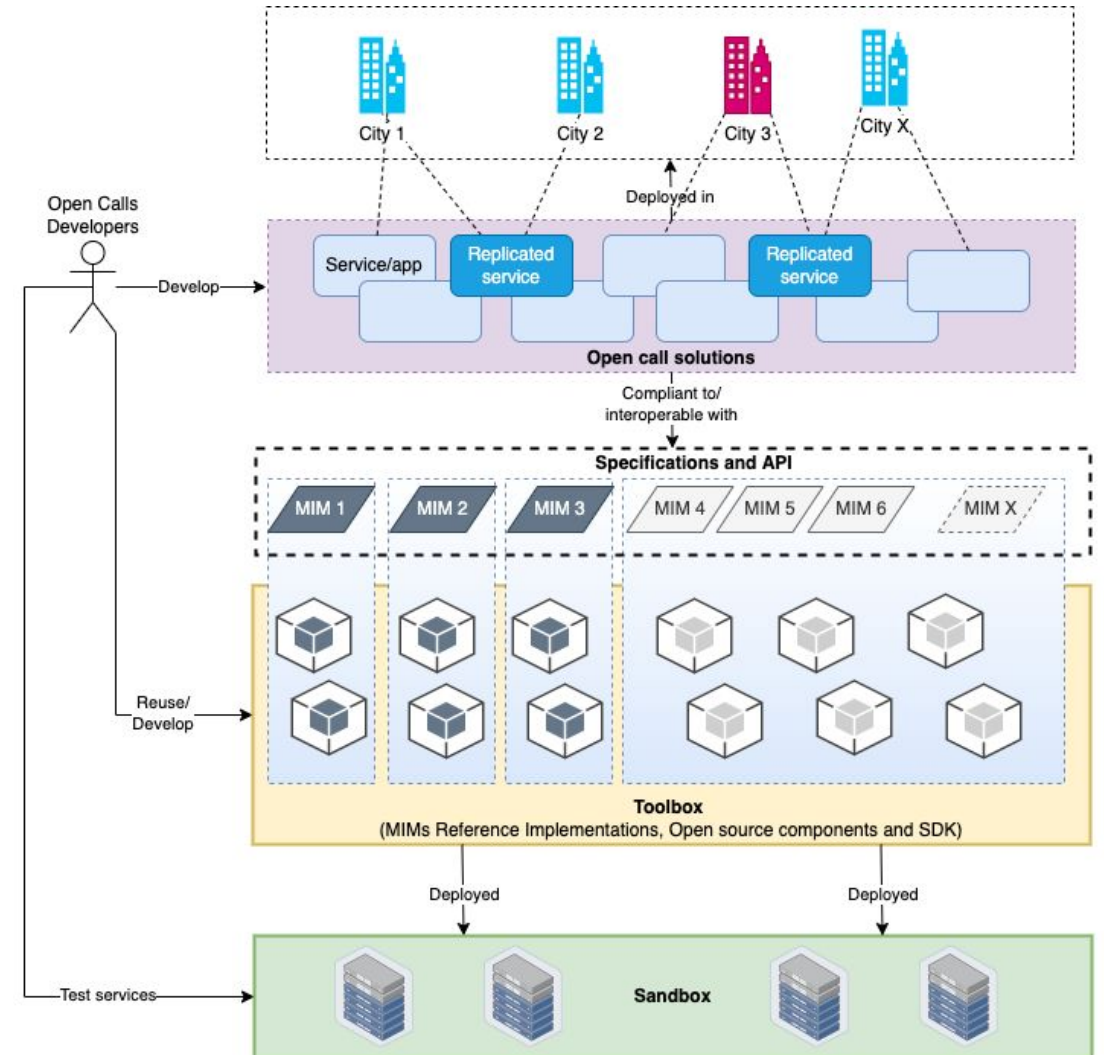 City 1
City 2
City 3
City X
Deployed in
Open Calls
Developers
Develop
Service/app
Replicated
service
Replicated
service
Open call solutions
Compliant to/
interoperable with
Specifications and API
MIM 1
MIM 2
MIM 3
MIM 4
MIM 5
MIM 6
MIM X
Reuse/
Develop
Toolbox
(MIMs Reference Implementations, Open source components and SDK)
Deployed
Deployed
Test services
Sandbox